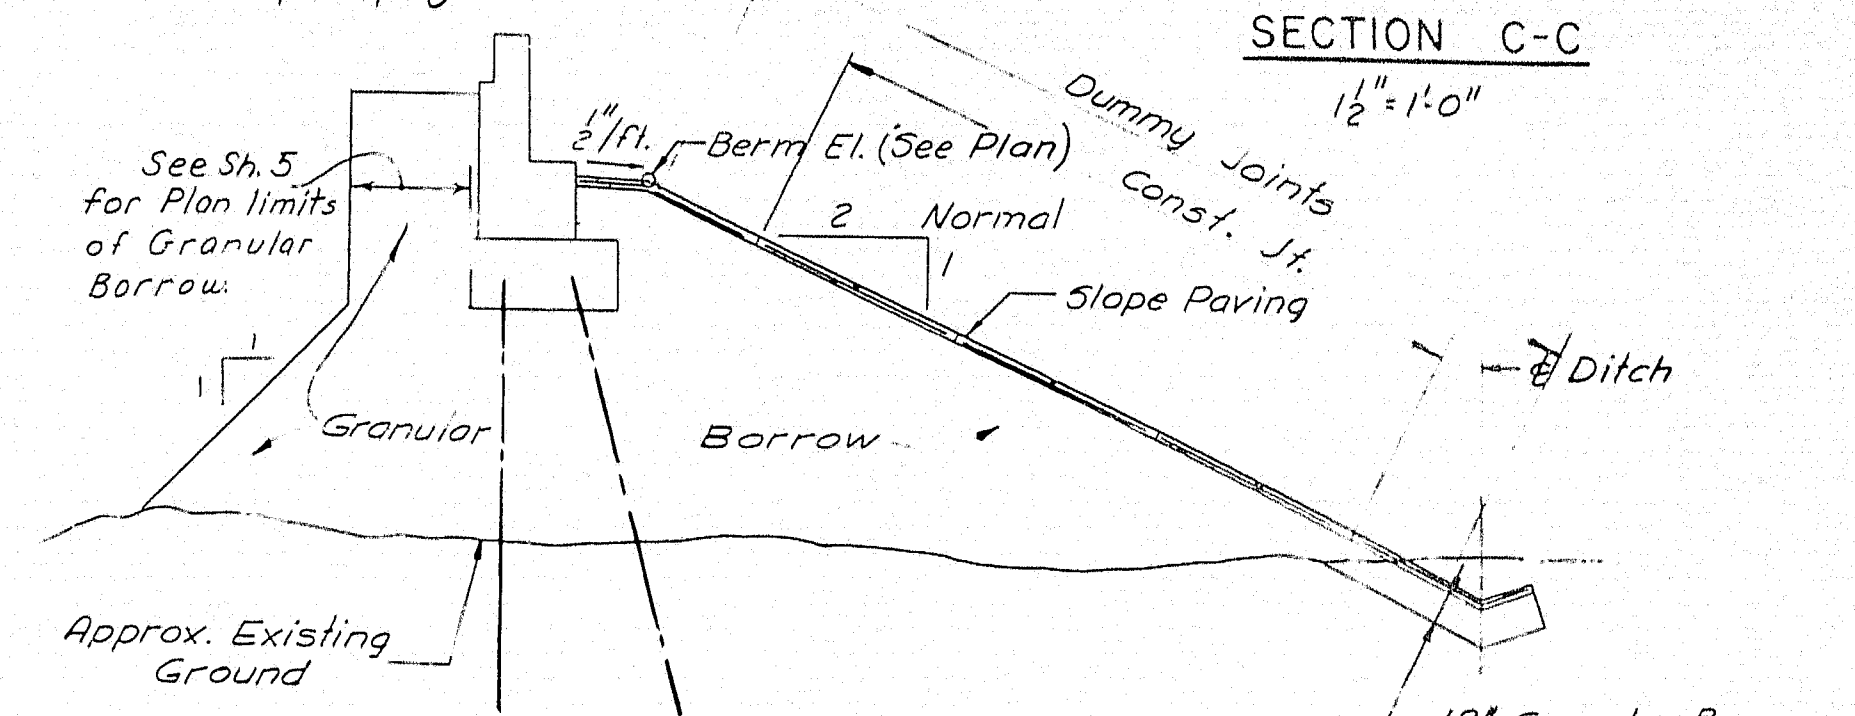 SECTION C-C
1½" = 1'-0"
Dummy Joints
Const. Jt.
½"/ft.
Berm El. (See Plan)
See Sh. 5
for Plan limits
of Granular
Borrow.
2 Normal
1
Slope Paving
℄ Ditch
1
1
Granular Borrow
Approx. Existing
Ground